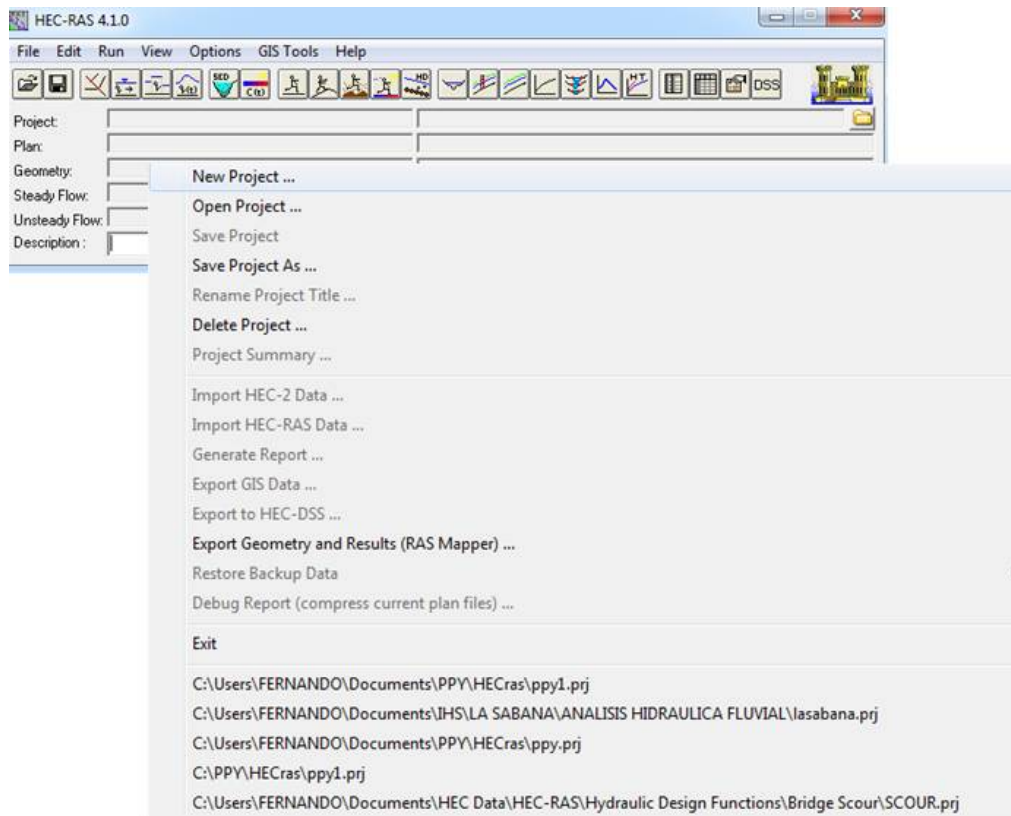 HEC-RAS 4.1.0
File Edit Run View Options GIS Tools Help
SED C(t) HD HT DSS
Project:
Plan:
Geometry:
Steady Flow:
Unsteady Flow:
Description :
New Project ...
Open Project ...
Save Project
Save Project As ...
Rename Project Title ...
Delete Project ...
Project Summary ...
Import HEC-2 Data ...
Import HEC-RAS Data ...
Generate Report ...
Export GIS Data ...
Export to HEC-DSS ...
Export Geometry and Results (RAS Mapper) ...
Restore Backup Data
Debug Report (compress current plan files) ...
Exit
C:\Users\FERNANDO\Documents\PPY\HECras\ppy1.prj
C:\Users\FERNANDO\Documents\IHS\LA SABANA\ANALISIS HIDRAULICA FLUVIAL\lasabana.prj
C:\Users\FERNANDO\Documents\PPY\HECras\ppy.prj
C:\PPY\HECras\ppy1.prj
C:\Users\FERNANDO\Documents\HEC Data\HEC-RAS\Hydraulic Design Functions\Bridge Scour\SCOUR.prj